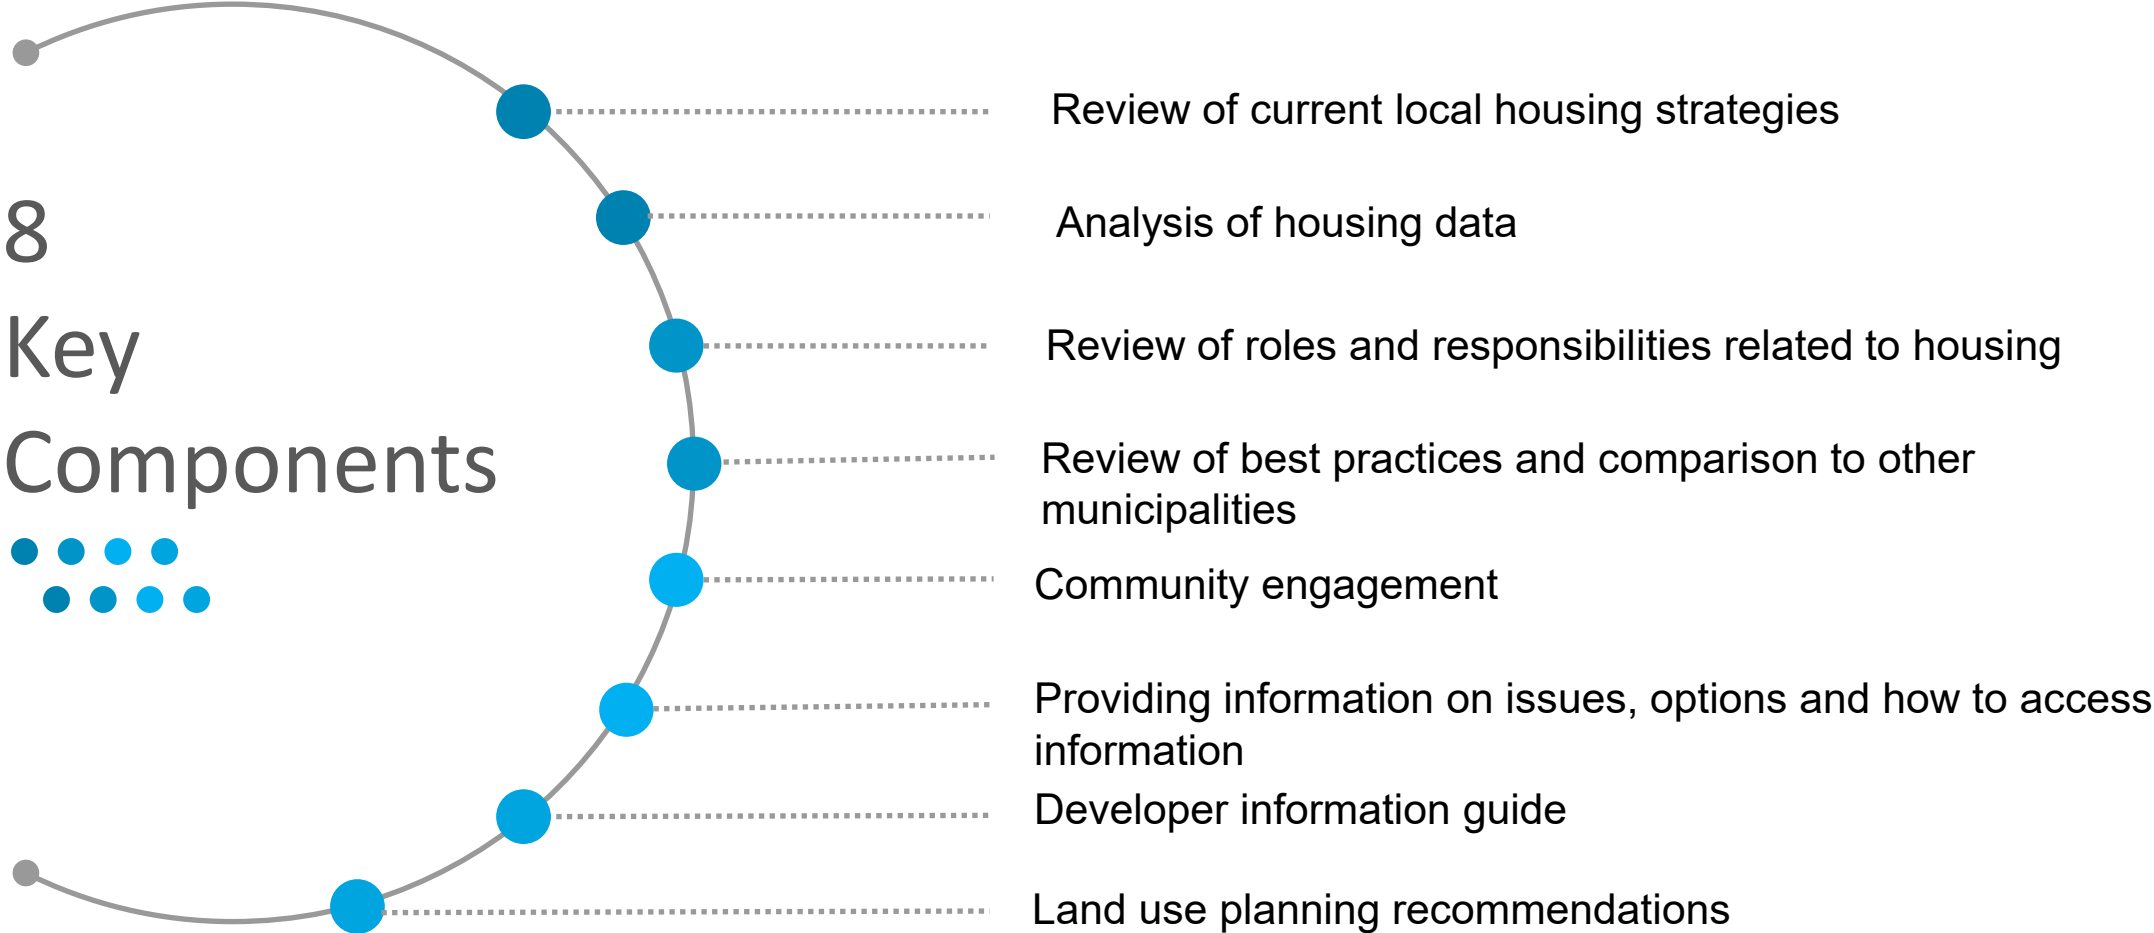 8
Key
Components
Review of current local housing strategies
Analysis of housing data
Review of roles and responsibilities related to housing
Review of best practices and comparison to other
municipalities
Community engagement
Providing information on issues, options and how to access
information
Developer information guide
Land use planning recommendations